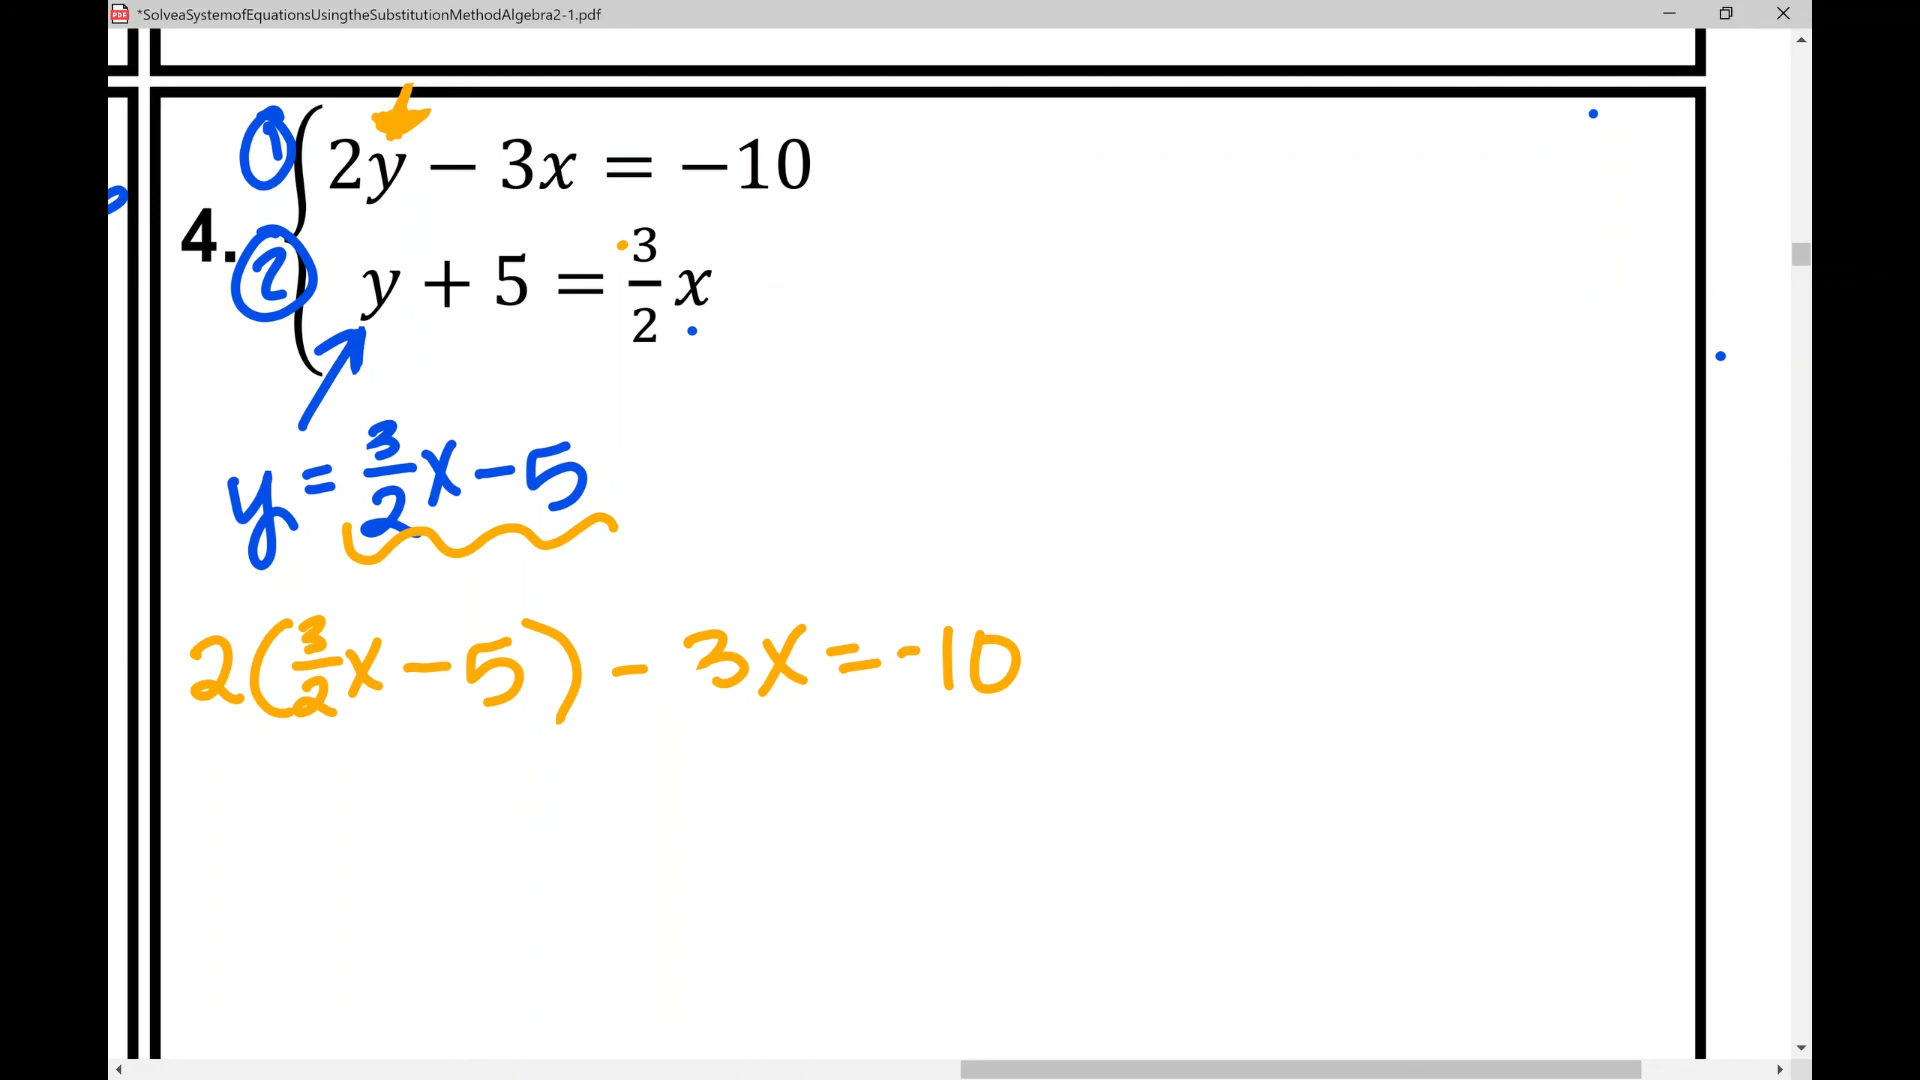 *SolveaSystemofEquationsUsingtheSubstitutionMethodAlgebra2-1.pdf
① 2y − 3x = −10
4.
② y + 5 = 3/2 x
y = 3/2 x − 5
2(3/2 x − 5) − 3x = -10